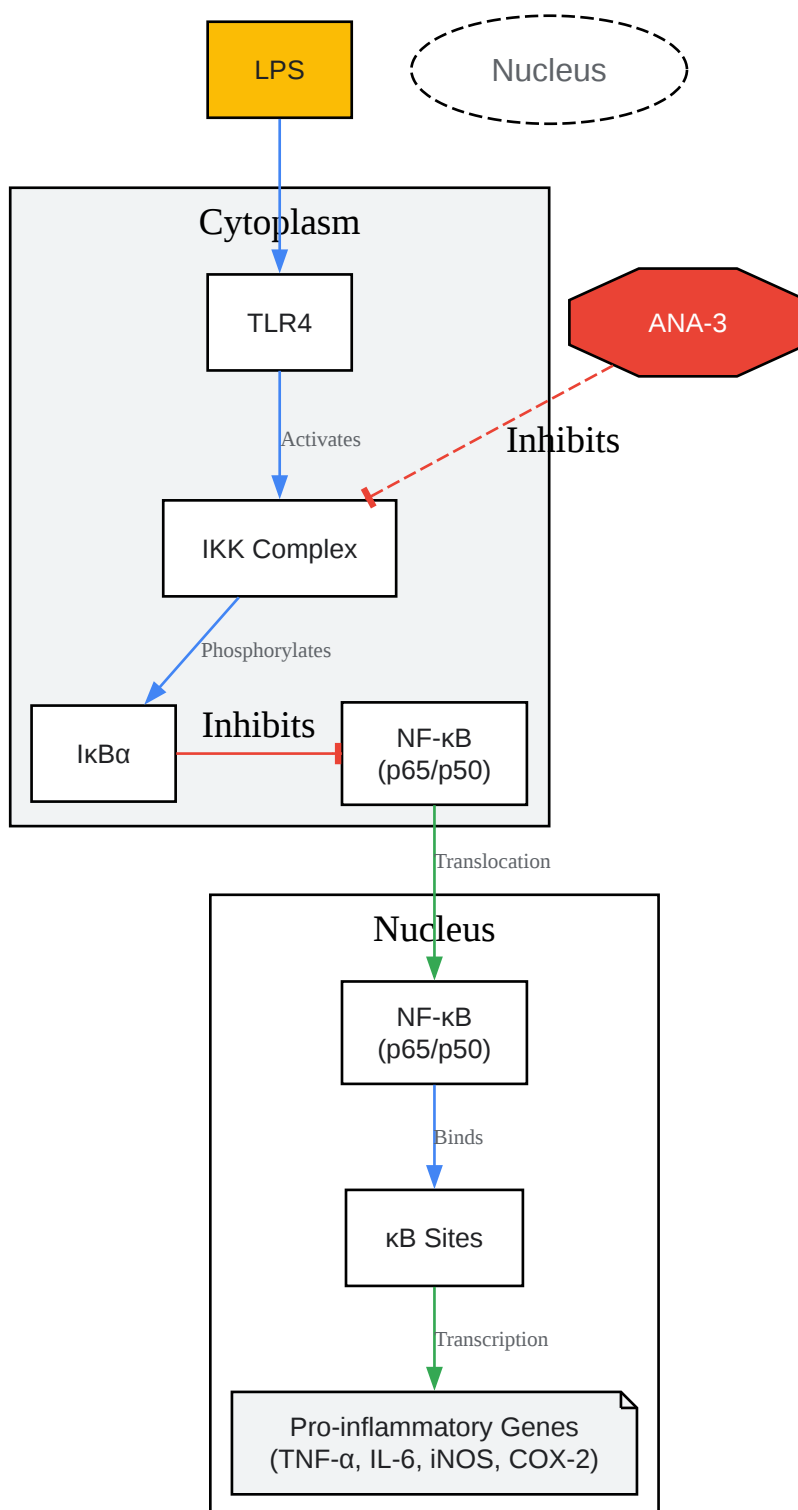 LPS
Nucleus
Cytoplasm
TLR4
ANA-3
Activates
Inhibits
IKK Complex
Phosphorylates
IκBα
Inhibits
NF-κB
(p65/p50)
Translocation
Nucleus
NF-κB
(p65/p50)
Binds
κB Sites
Transcription
Pro-inflammatory Genes
(TNF-α, IL-6, iNOS, COX-2)